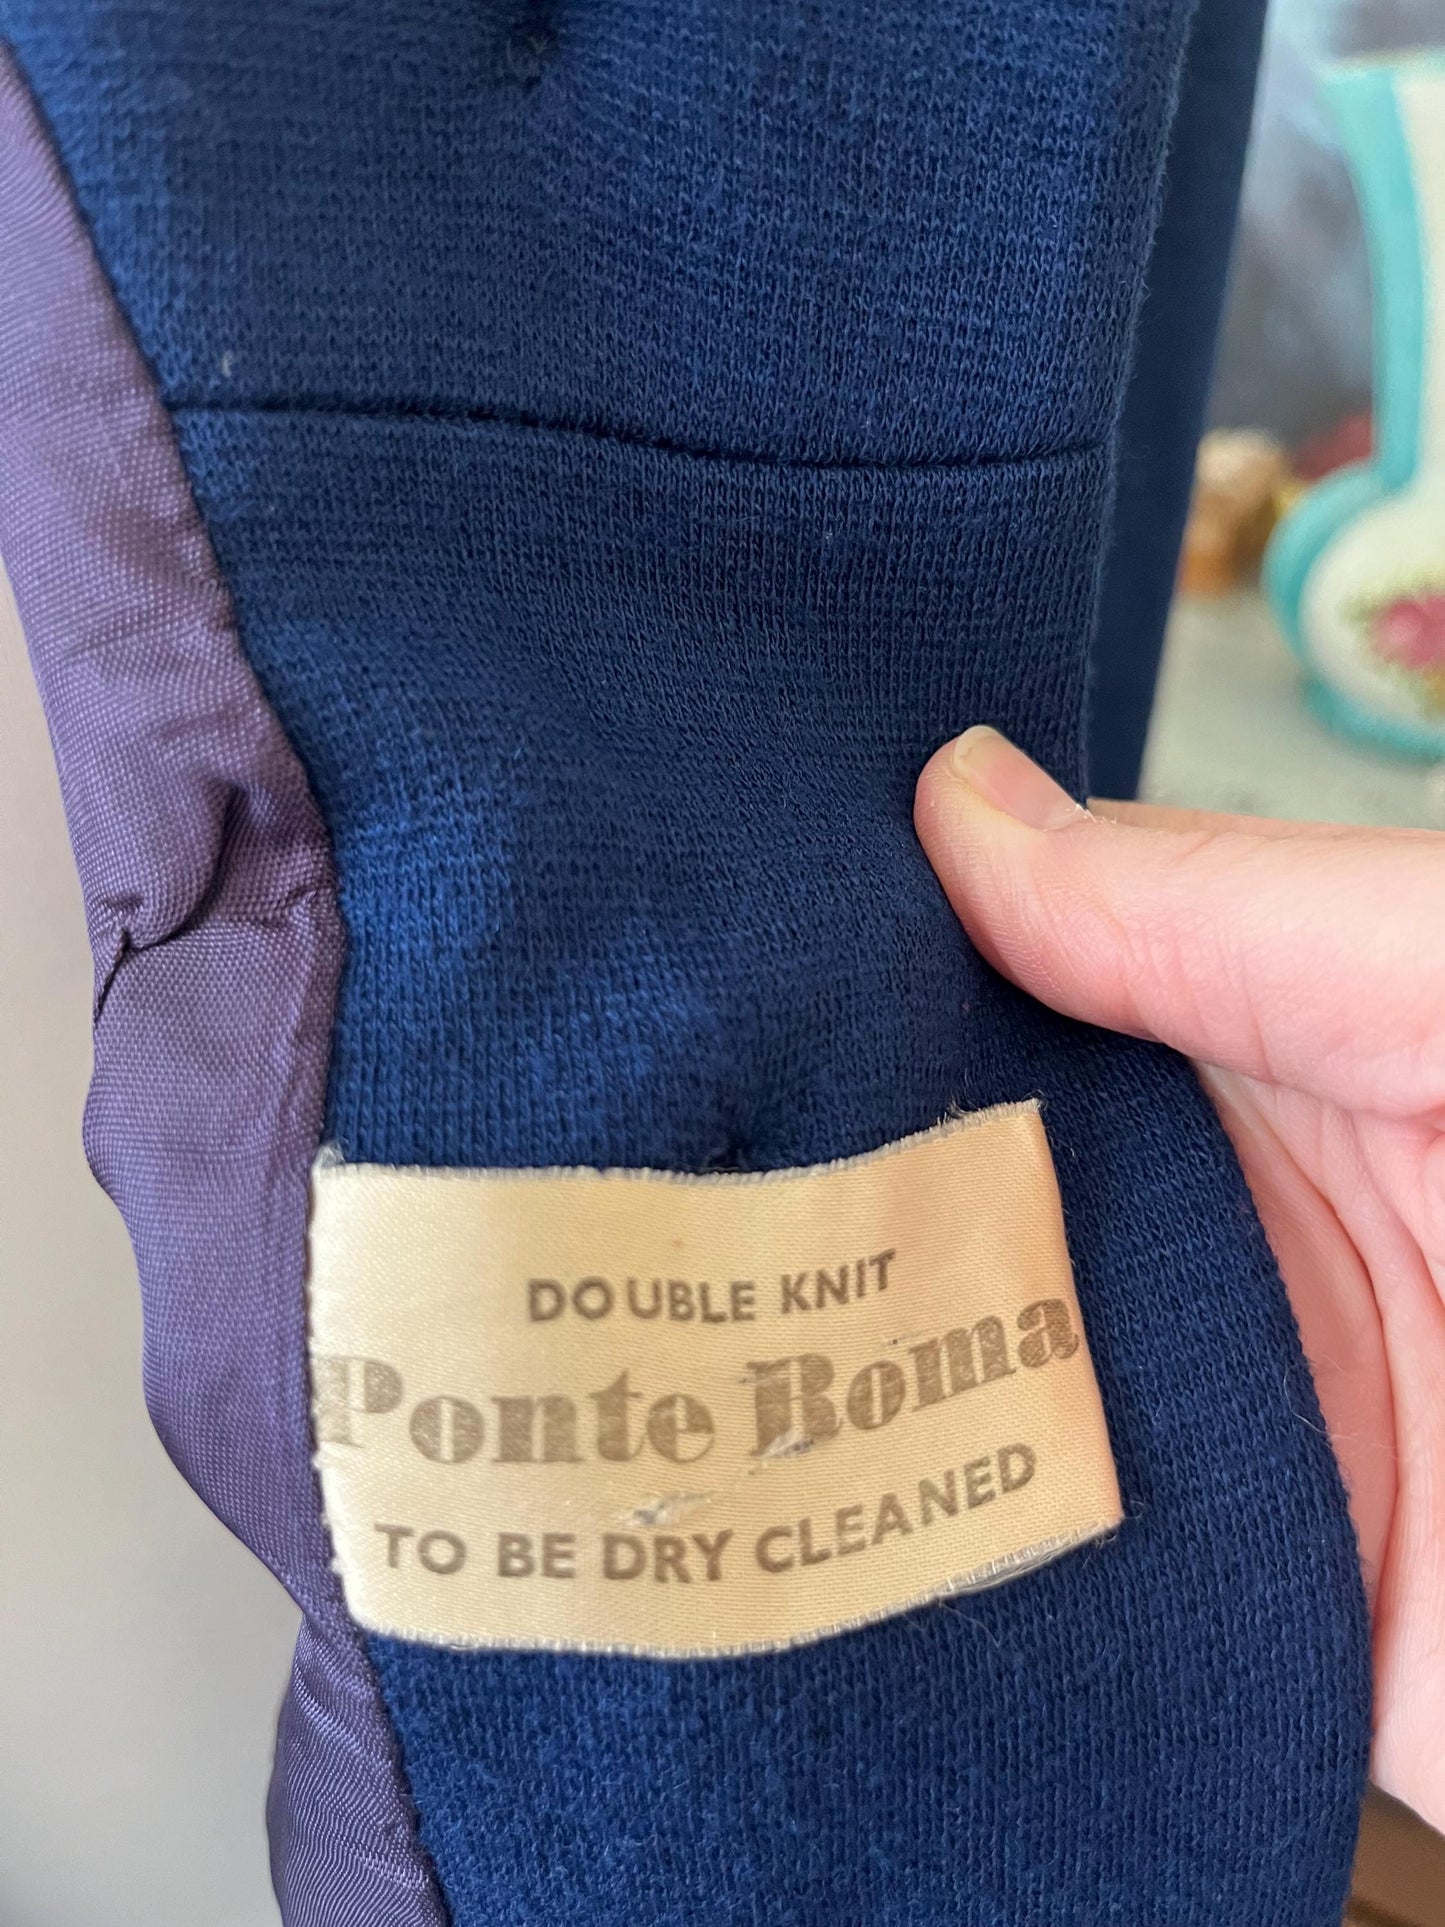 DOUBLE KNIT
Ponte Roma
TO BE DRY CLEANED